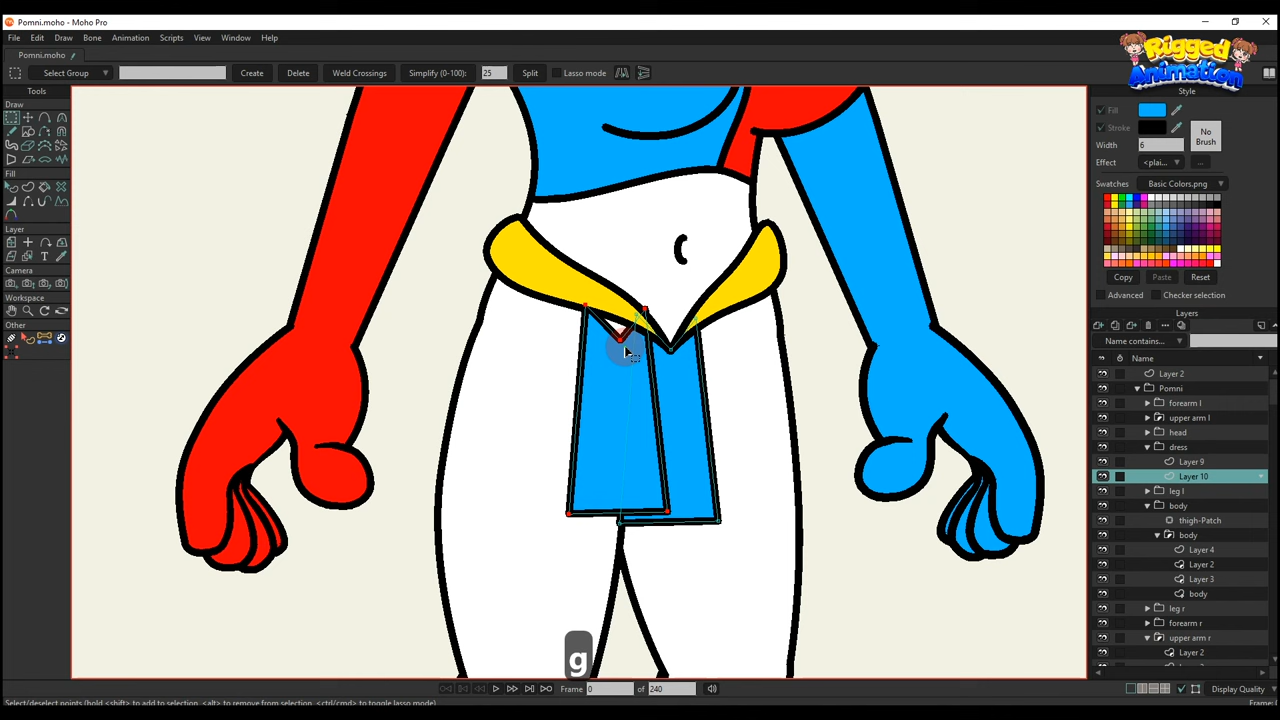 Pomni.moho - Moho Pro
File Edit Draw Bone Animation Scripts View Window Help
Pomni.moho
Select Group Create Delete Weld Crossings Simplify (0-100): 25 Split Lasso mode
Rigged
Animation
Tools
Draw
Fill
Layer
Camera
Workspace
Other
Style
Fill
Stroke
No
Brush
Width 6
Effect <plai... ...
Swatches Basic Colors.png
Copy Paste Reset
Advanced Checker selection
Layers
Name contains...
Name
Layer 2
Pomni
forearm l
upper arm l
head
dress
Layer 9
Layer 10
leg l
body
thigh-Patch
body
Layer 4
Layer 2
Layer 3
body
leg r
forearm r
upper arm r
Layer 2
g
Frame 0 of 240 Display Quality
Select/deselect points (hold <shift> to add to selection, <alt> to remove from selection, <ctrl/cmd> to toggle lasso mode) Frame: